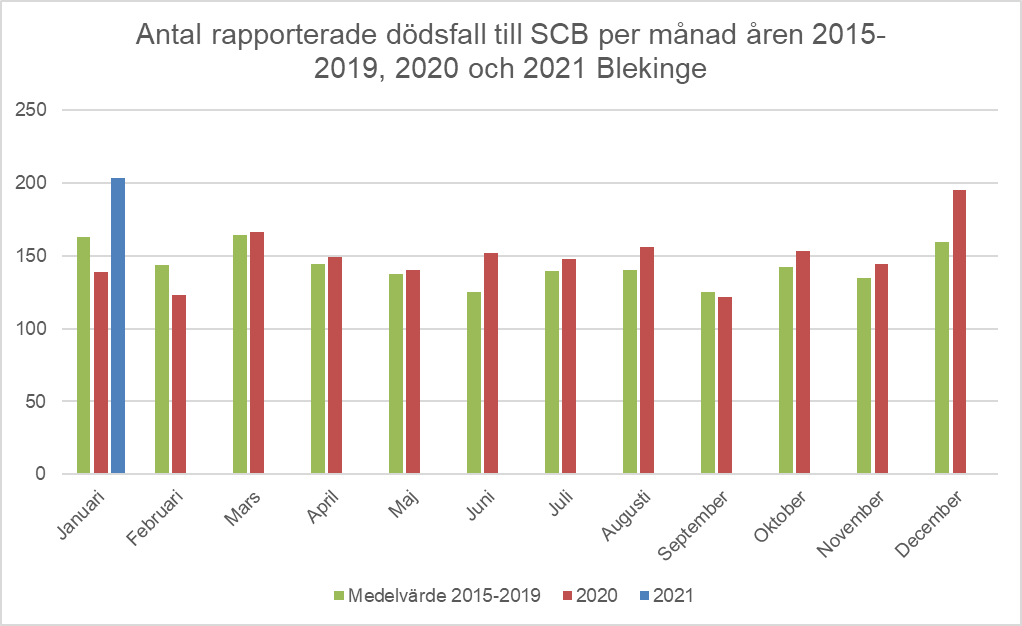 Antal rapporterade dödsfall till SCB per månad åren 2015-
2019, 2020 och 2021 Blekinge
250
200
150
100
50
0
Januari
Februari
Mars
April
Maj
Juni
Juli
Augusti
September
Oktober
November
December
Medelvärde 2015-2019
2020
2021